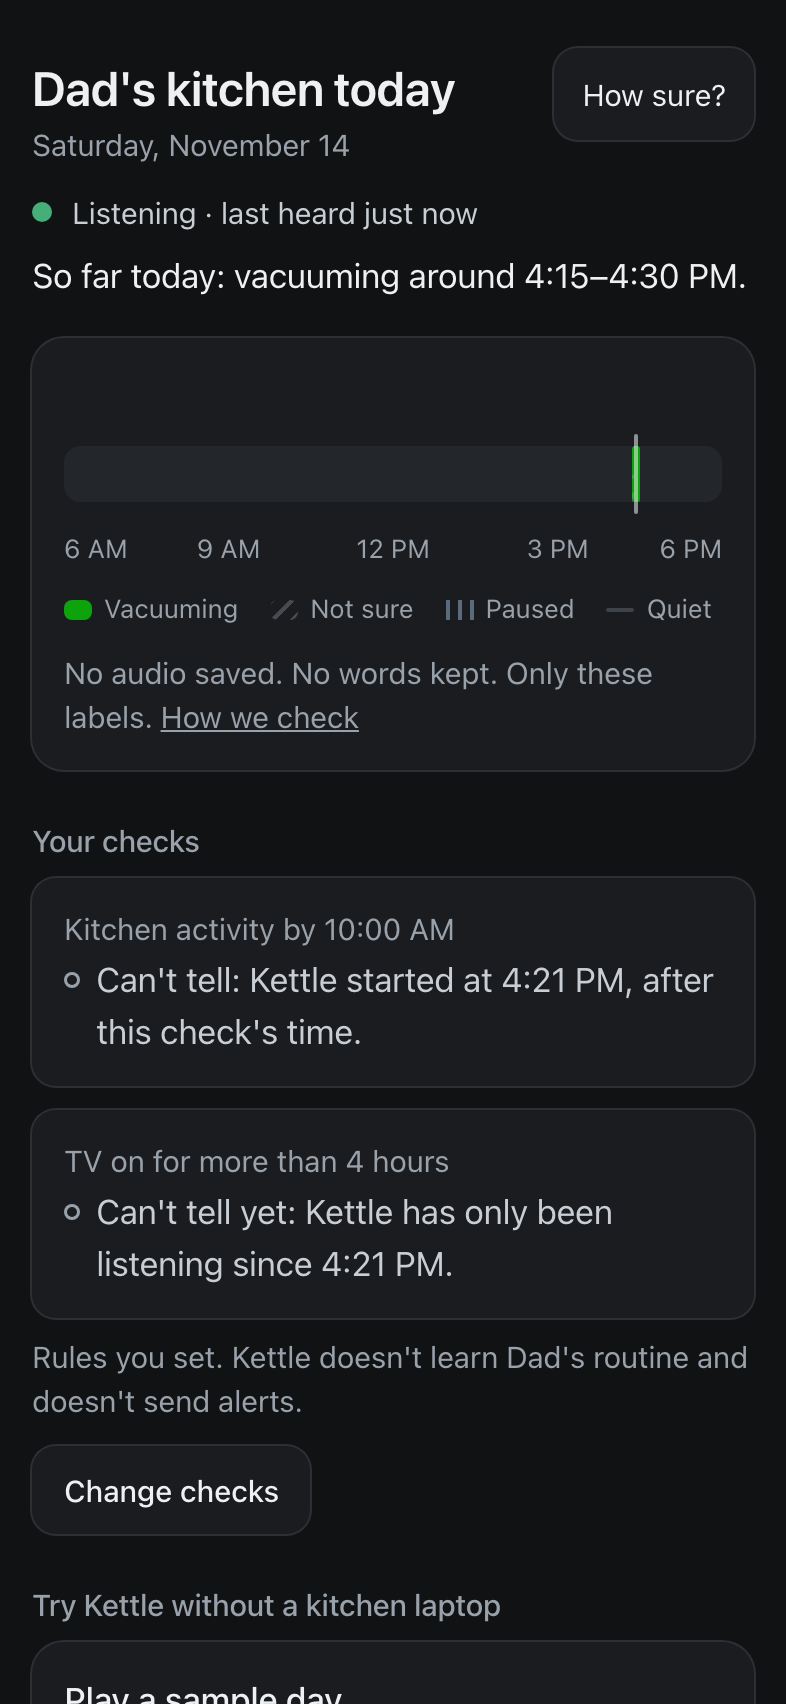 Dad's kitchen today
How sure?
Saturday, November 14
Listening · last heard just now
So far today: vacuuming around 4:15–4:30 PM.
6 AM 9 AM 12 PM 3 PM 6 PM
Vacuuming Not sure Paused Quiet
No audio saved. No words kept. Only these
labels. How we check
Your checks
Kitchen activity by 10:00 AM
Can't tell: Kettle started at 4:21 PM, after
this check's time.
TV on for more than 4 hours
Can't tell yet: Kettle has only been
listening since 4:21 PM.
Rules you set. Kettle doesn't learn Dad's routine and
doesn't send alerts.
Change checks
Try Kettle without a kitchen laptop
Play a sample day